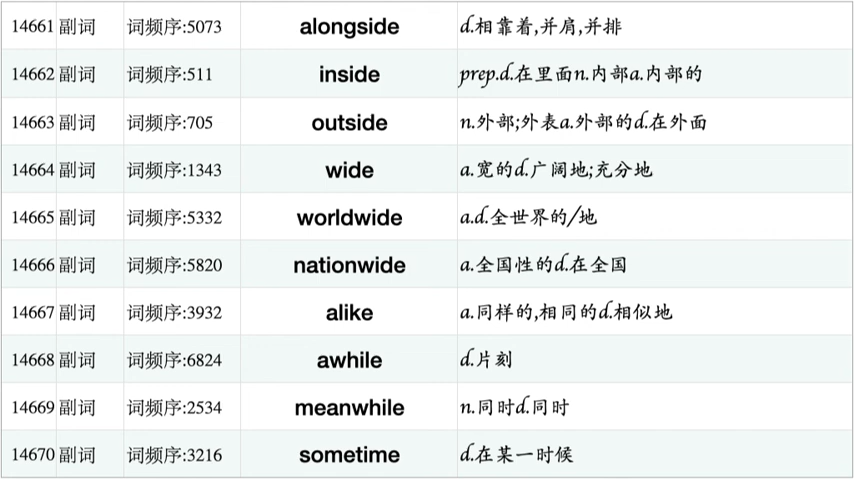 14661 副词 词频序:5073 alongside d.相靠着,并肩,并排
14662 副词 词频序:511 inside prep.d.在里面n.内部a.内部的
14663 副词 词频序:705 outside n.外部;外表a.外部的d.在外面
14664 副词 词频序:1343 wide a.宽的d.广阔地;充分地
14665 副词 词频序:5332 worldwide a.d.全世界的/地
14666 副词 词频序:5820 nationwide a.全国性的d.在全国
14667 副词 词频序:3932 alike a.同样的,相同的d.相似地
14668 副词 词频序:6824 awhile d.片刻
14669 副词 词频序:2534 meanwhile n.同时d.同时
14670 副词 词频序:3216 sometime d.在某一时候